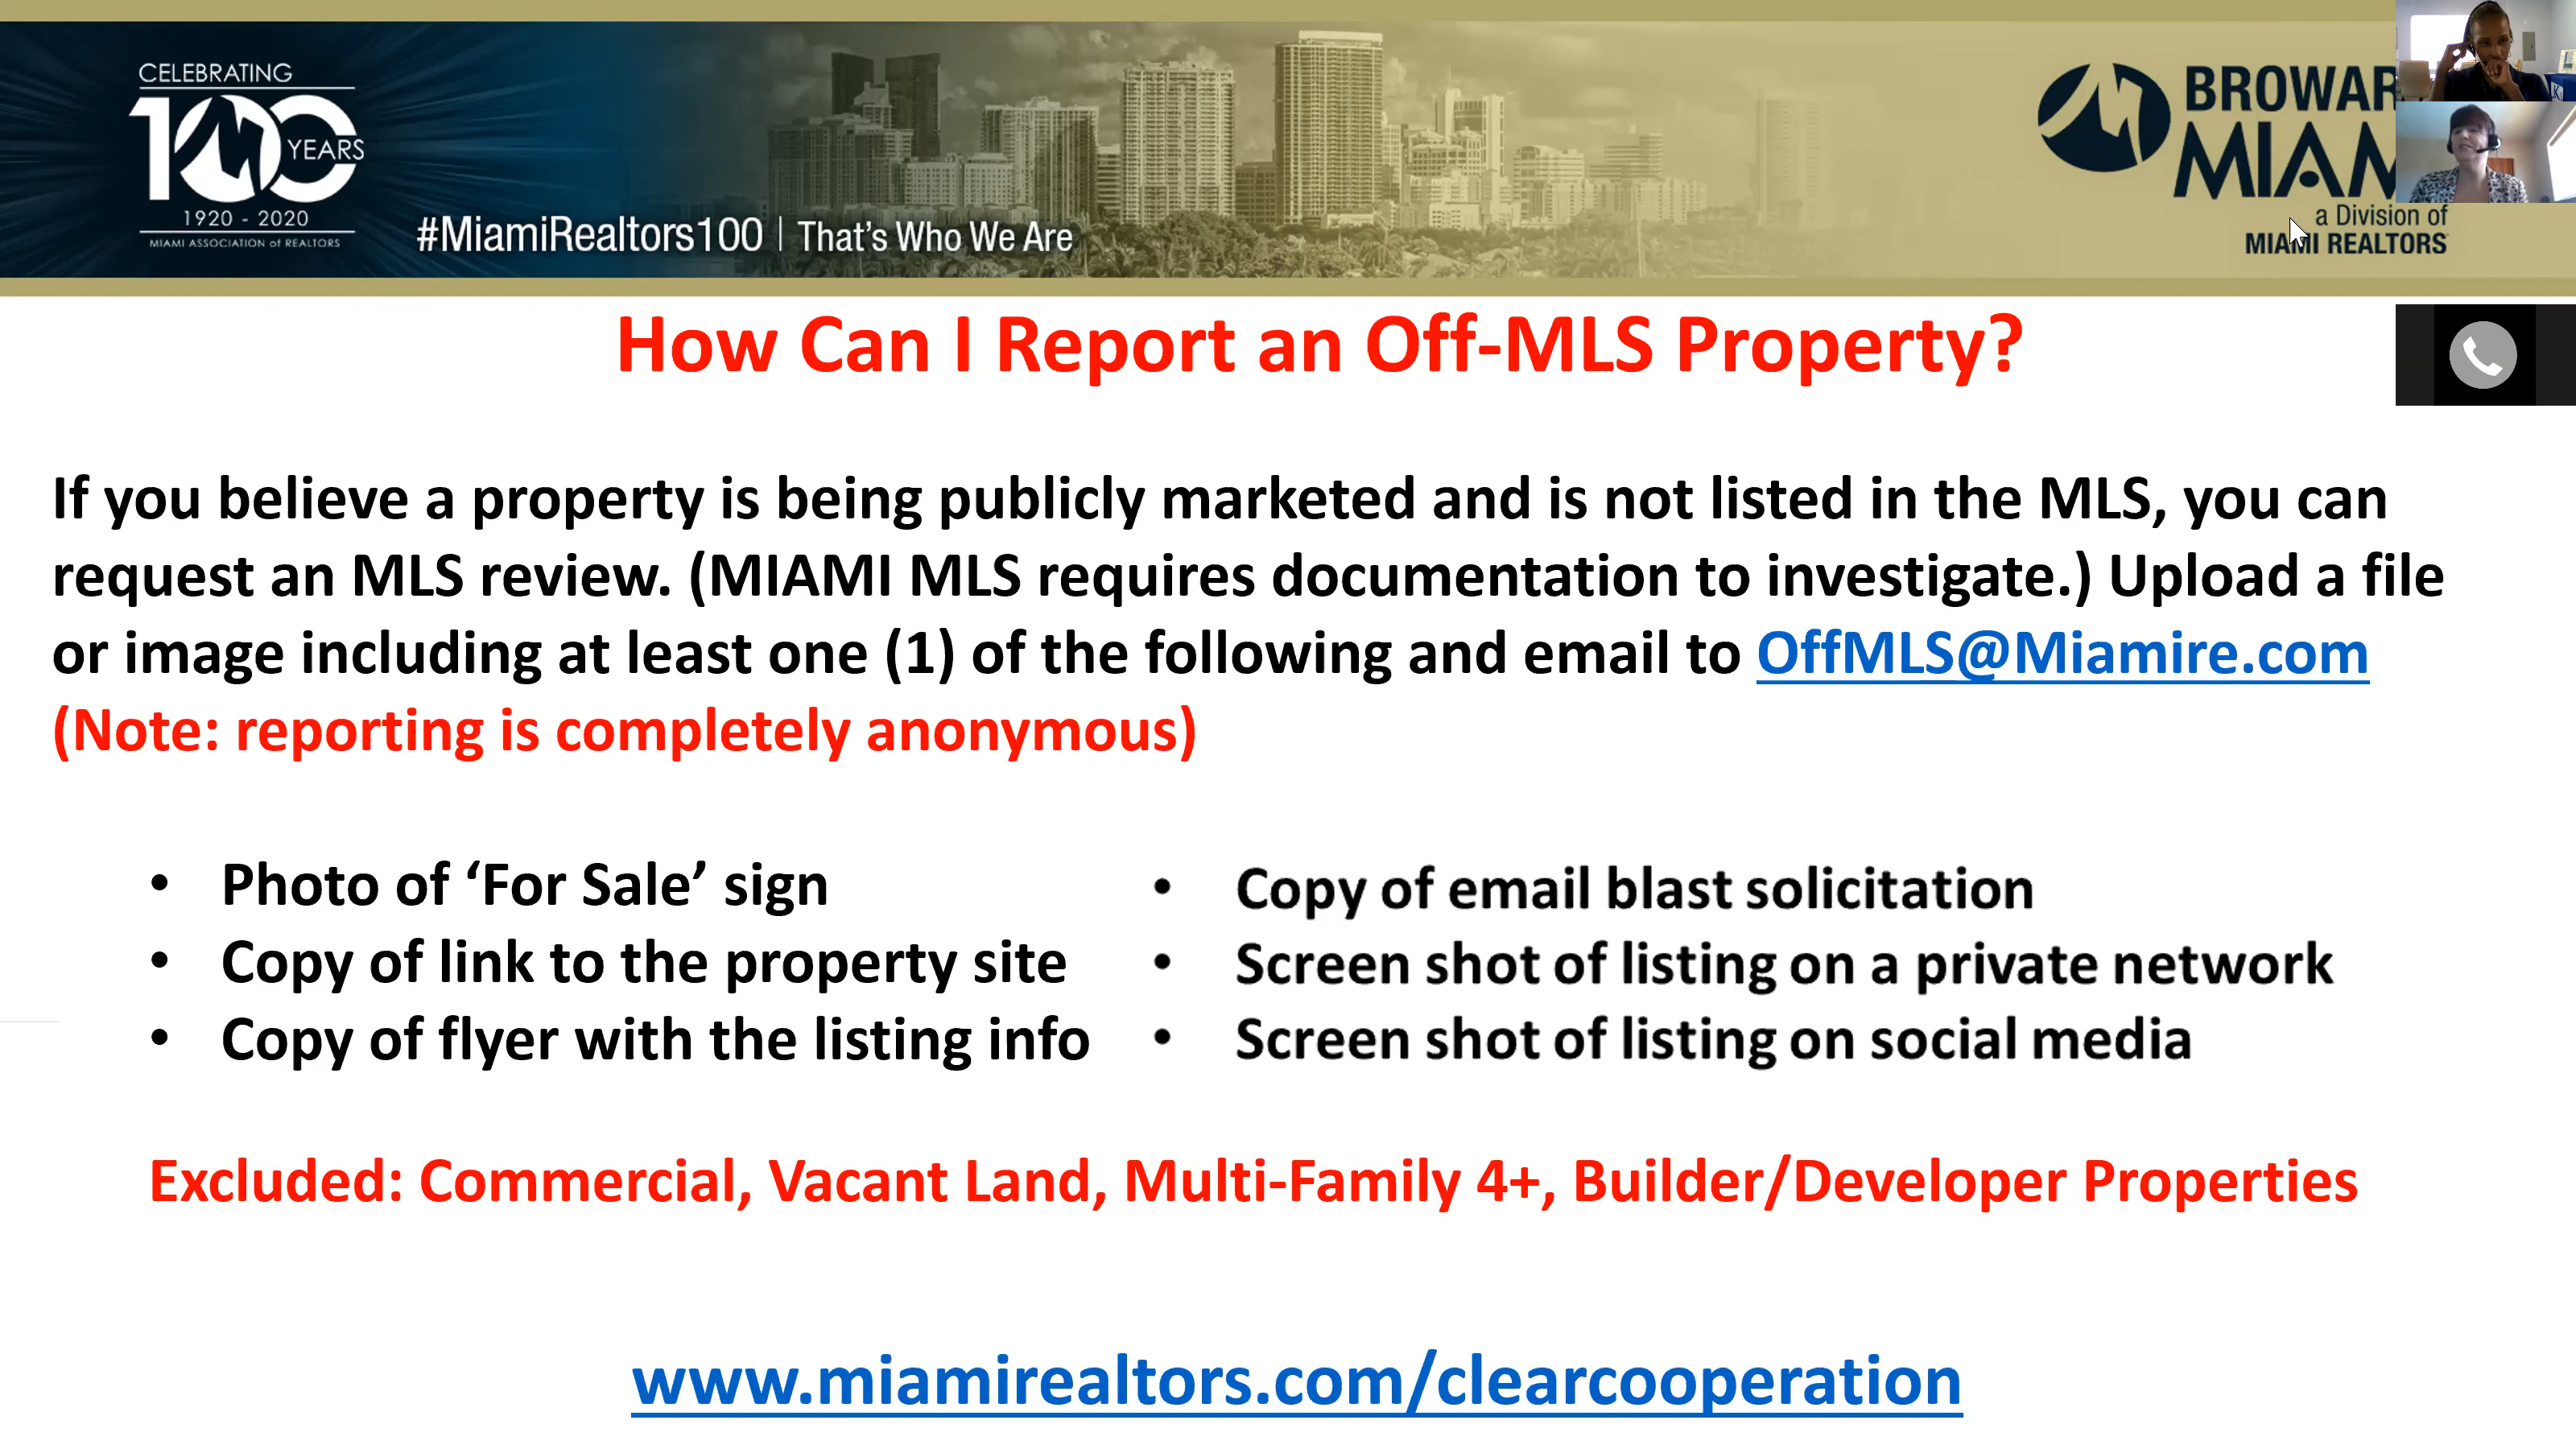 CELEBRATING
100 YEARS
1920 - 2020
MIAMI ASSOCIATION of REALTORS
#MiamiRealtors100 | That's Who We Are
a Division of
MIAMI REALTORS
How Can I Report an Off-MLS Property?
If you believe a property is being publicly marketed and is not listed in the MLS, you can
request an MLS review. (MIAMI MLS requires documentation to investigate.) Upload a file
or image including at least one (1) of the following and email to OffMLS@Miamire.com
(Note: reporting is completely anonymous)
• Photo of ‘For Sale’ sign
• Copy of link to the property site
• Copy of flyer with the listing info
• Copy of email blast solicitation
• Screen shot of listing on a private network
• Screen shot of listing on social media
Excluded: Commercial, Vacant Land, Multi-Family 4+, Builder/Developer Properties
www.miamirealtors.com/clearcooperation